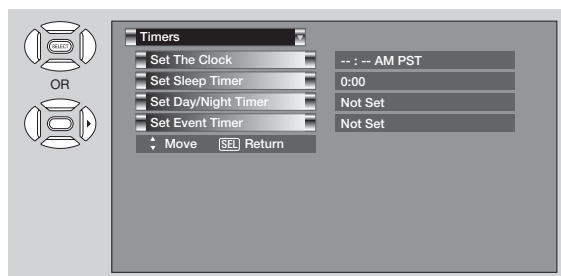 SELECT
OR
Timers
Set The Clock -- : -- AM PST
Set Sleep Timer 0:00
Set Day/Night Timer Not Set
Set Event Timer Not Set
Move SEL Return